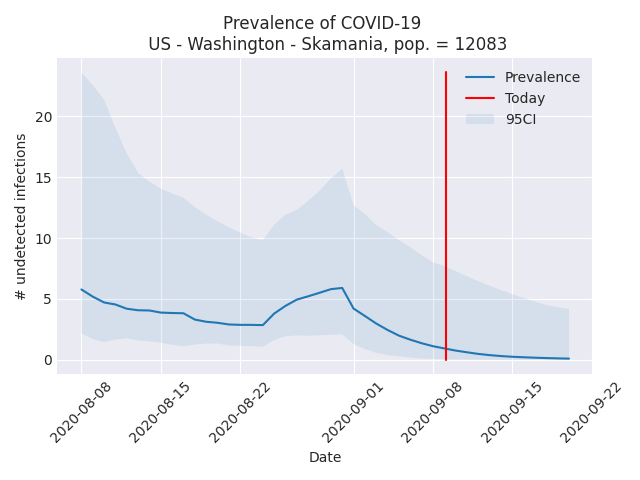 Prevalence of COVID-19
US - Washington - Skamania, pop. = 12083
Prevalence
Today
95CI
# undetected infections
20
15
10
5
0
2020-08-08
2020-08-15
2020-08-22
2020-09-01
2020-09-08
2020-09-15
2020-09-22
Date